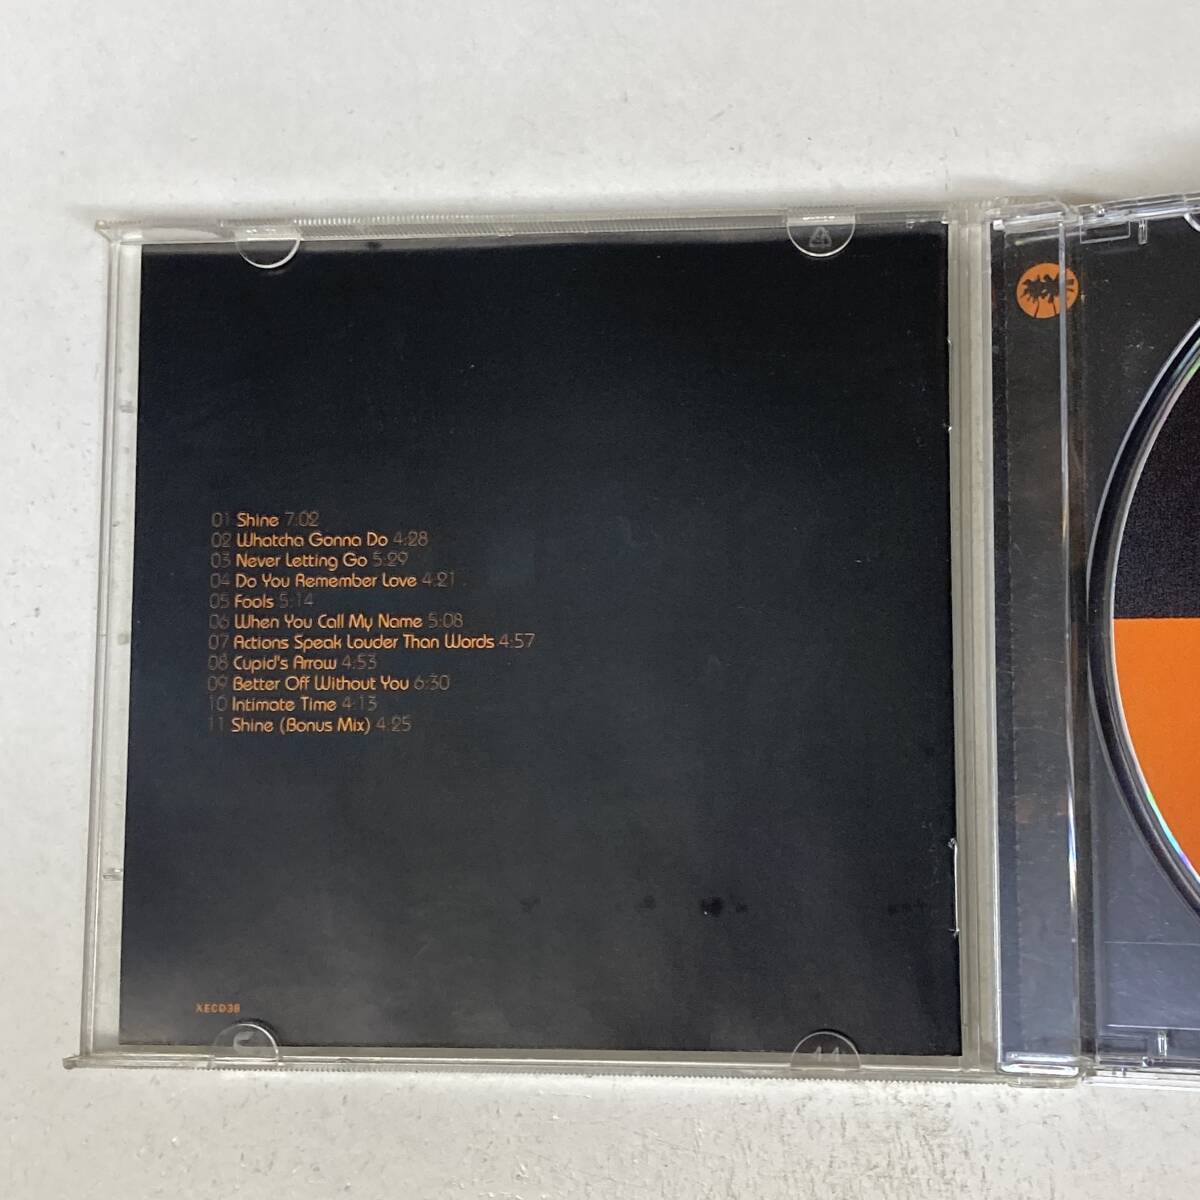 01 Shine 7:02
02 Whatcha Gonna Do 4:28
03 Never Letting Go 5:29
04 Do You Remember Love 4:21
05 Fools 5:14
06 When You Call My Name 5:08
07 Actions Speak Louder Than Words 4:57
08 Cupid's Arrow 4:53
09 Better Off Without You 6:30
10 Intimate Time 4:13
11 Shine (Bonus Mix) 4:25
XECD38